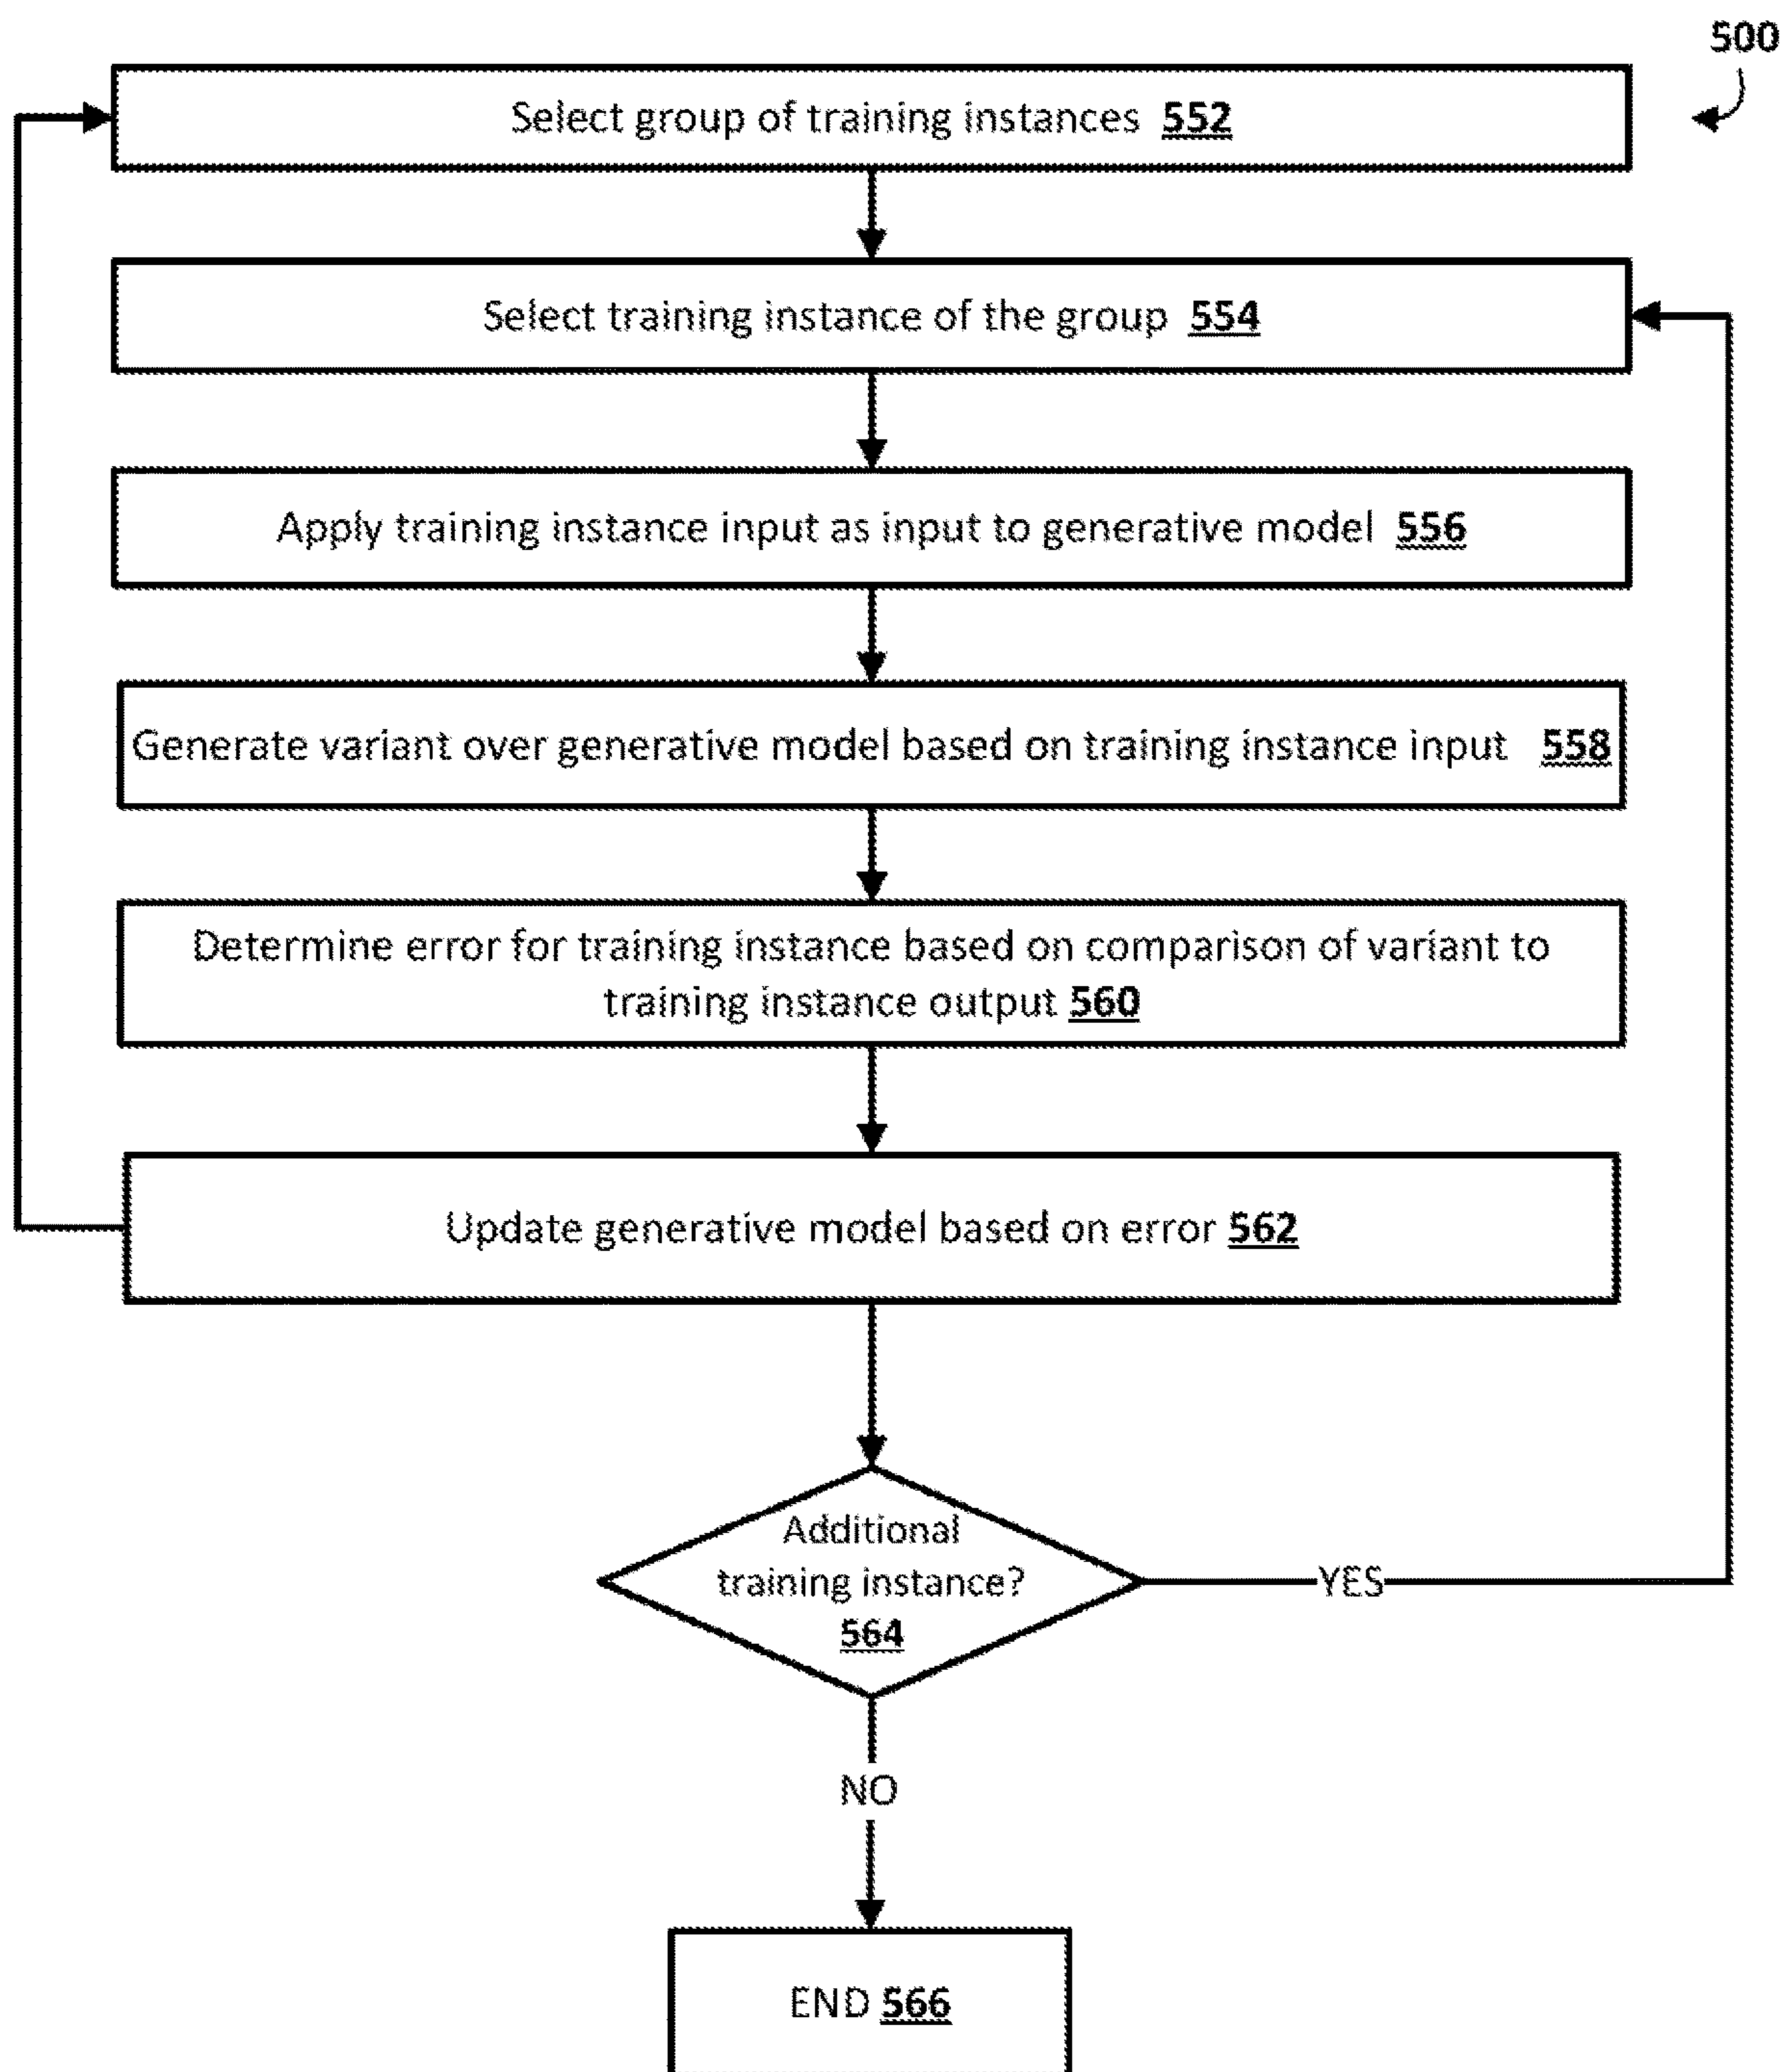 500
Select group of training instances 552
Select training instance of the group 554
Apply training instance input as input to generative model 556
Generate variant over generative model based on training instance input 558
Determine error for training instance based on comparison of variant to
training instance output 560
Update generative model based on error 562
Additional
training instance?
564
YES
NO
END 566